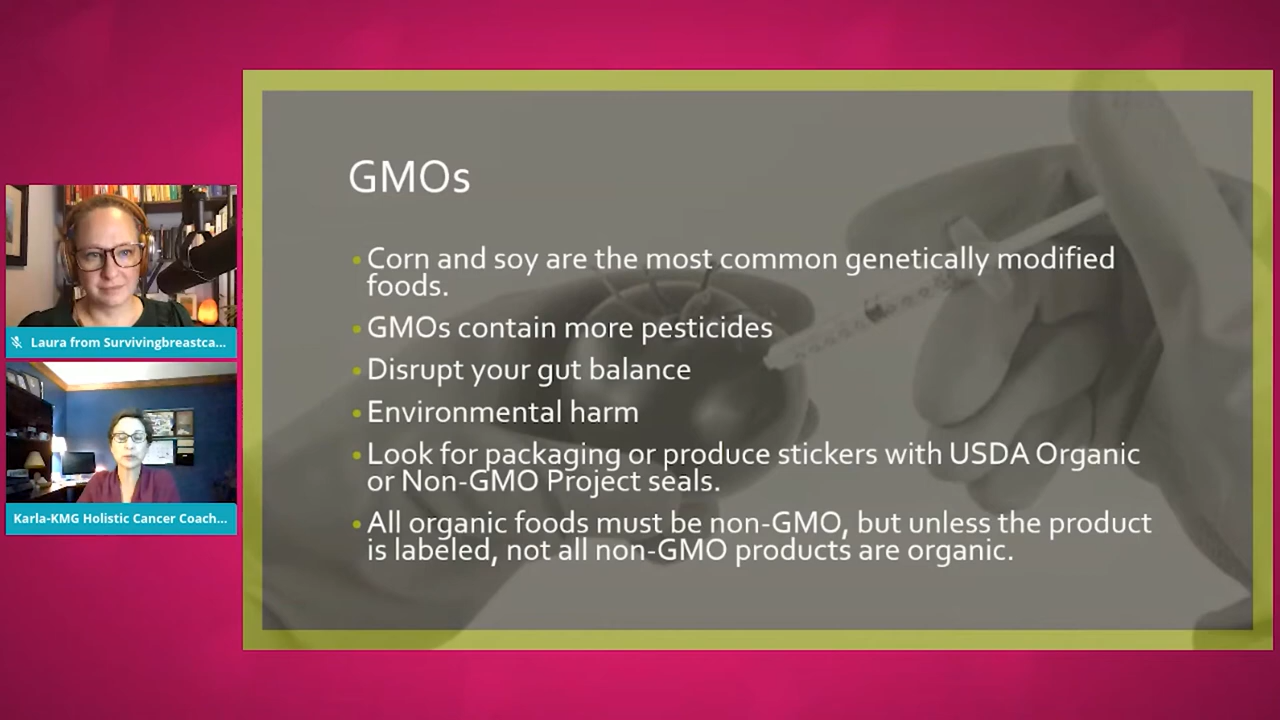 GMOs
• Corn and soy are the most common genetically modified
foods.
• GMOs contain more pesticides
• Disrupt your gut balance
• Environmental harm
• Look for packaging or produce stickers with USDA Organic
or Non-GMO Project seals.
• All organic foods must be non-GMO, but unless the product
is labeled, not all non-GMO products are organic.
Laura from Survivingbreastca...
Karla-KMG Holistic Cancer Coach...